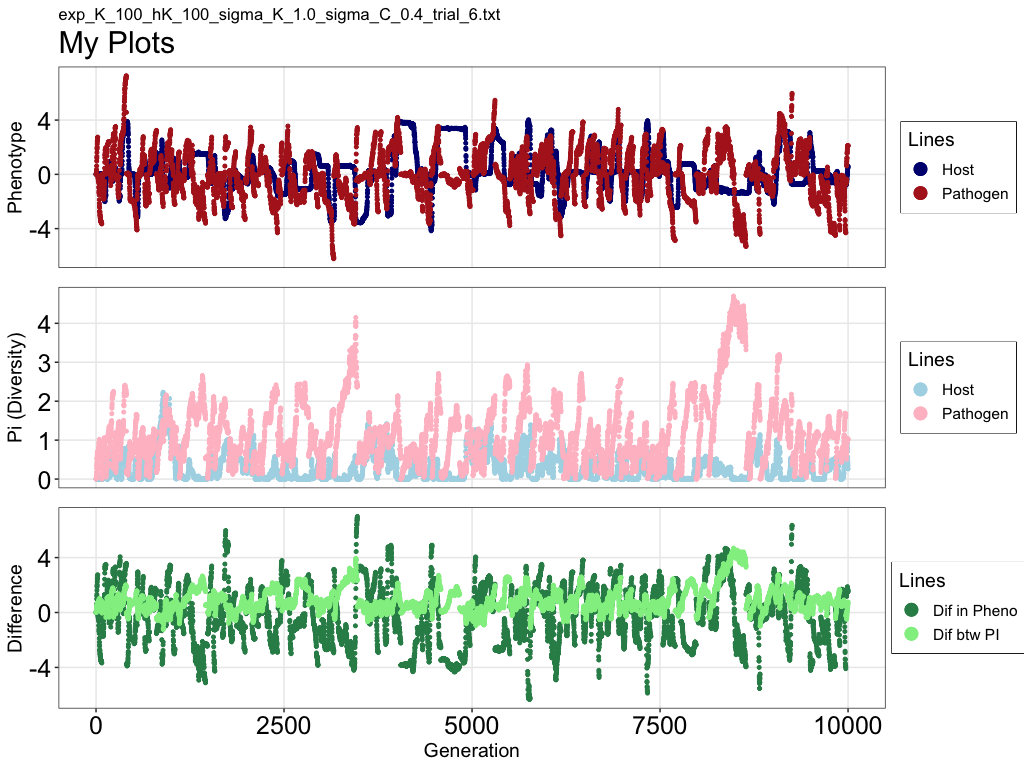 exp_K_100_hK_100_sigma_K_1.0_sigma_C_0.4_trial_6.txt
My Plots
Phenotype
4
0
-4
Lines
Host
Pathogen
Pi (Diversity)
4
3
2
1
0
Lines
Host
Pathogen
Difference
4
0
-4
Lines
Dif in Pheno
Dif btw PI
0 2500 5000 7500 10000
Generation